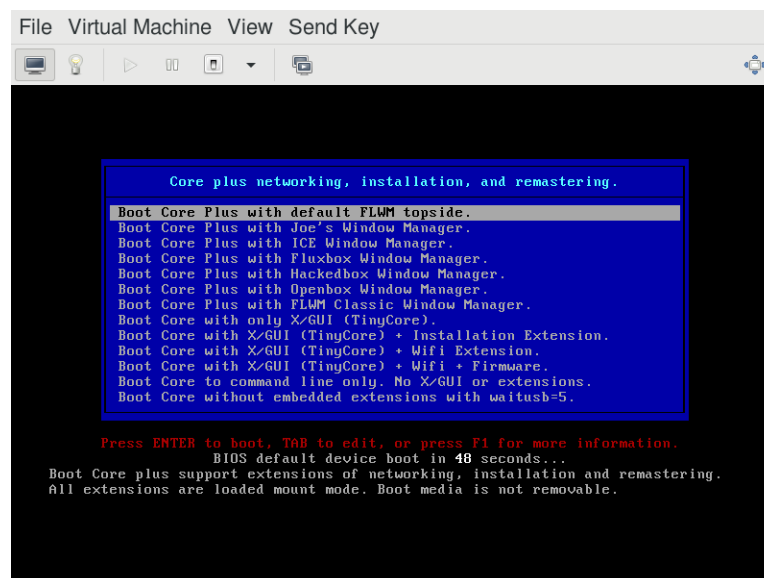 File Virtual Machine View Send Key
Core plus networking, installation, and remastering.
Boot Core Plus with default FLWM topside.
Boot Core Plus with Joe's Window Manager.
Boot Core Plus with ICE Window Manager.
Boot Core Plus with Fluxbox Window Manager.
Boot Core Plus with Hackedbox Window Manager.
Boot Core Plus with Openbox Window Manager.
Boot Core Plus with FLWM Classic Window Manager.
Boot Core with only X/GUI (TinyCore).
Boot Core with X/GUI (TinyCore) + Installation Extension.
Boot Core with X/GUI (TinyCore) + Wifi Extension.
Boot Core with X/GUI (TinyCore) + Wifi + Firmware.
Boot Core to command line only. No X/GUI or extensions.
Boot Core without embedded extensions with waitusb=5.
Press ENTER to boot, TAB to edit, or press F1 for more information.
BIOS default device boot in 48 seconds...
Boot Core plus support extensions of networking, installation and remastering.
All extensions are loaded mount mode. Boot media is not removable.